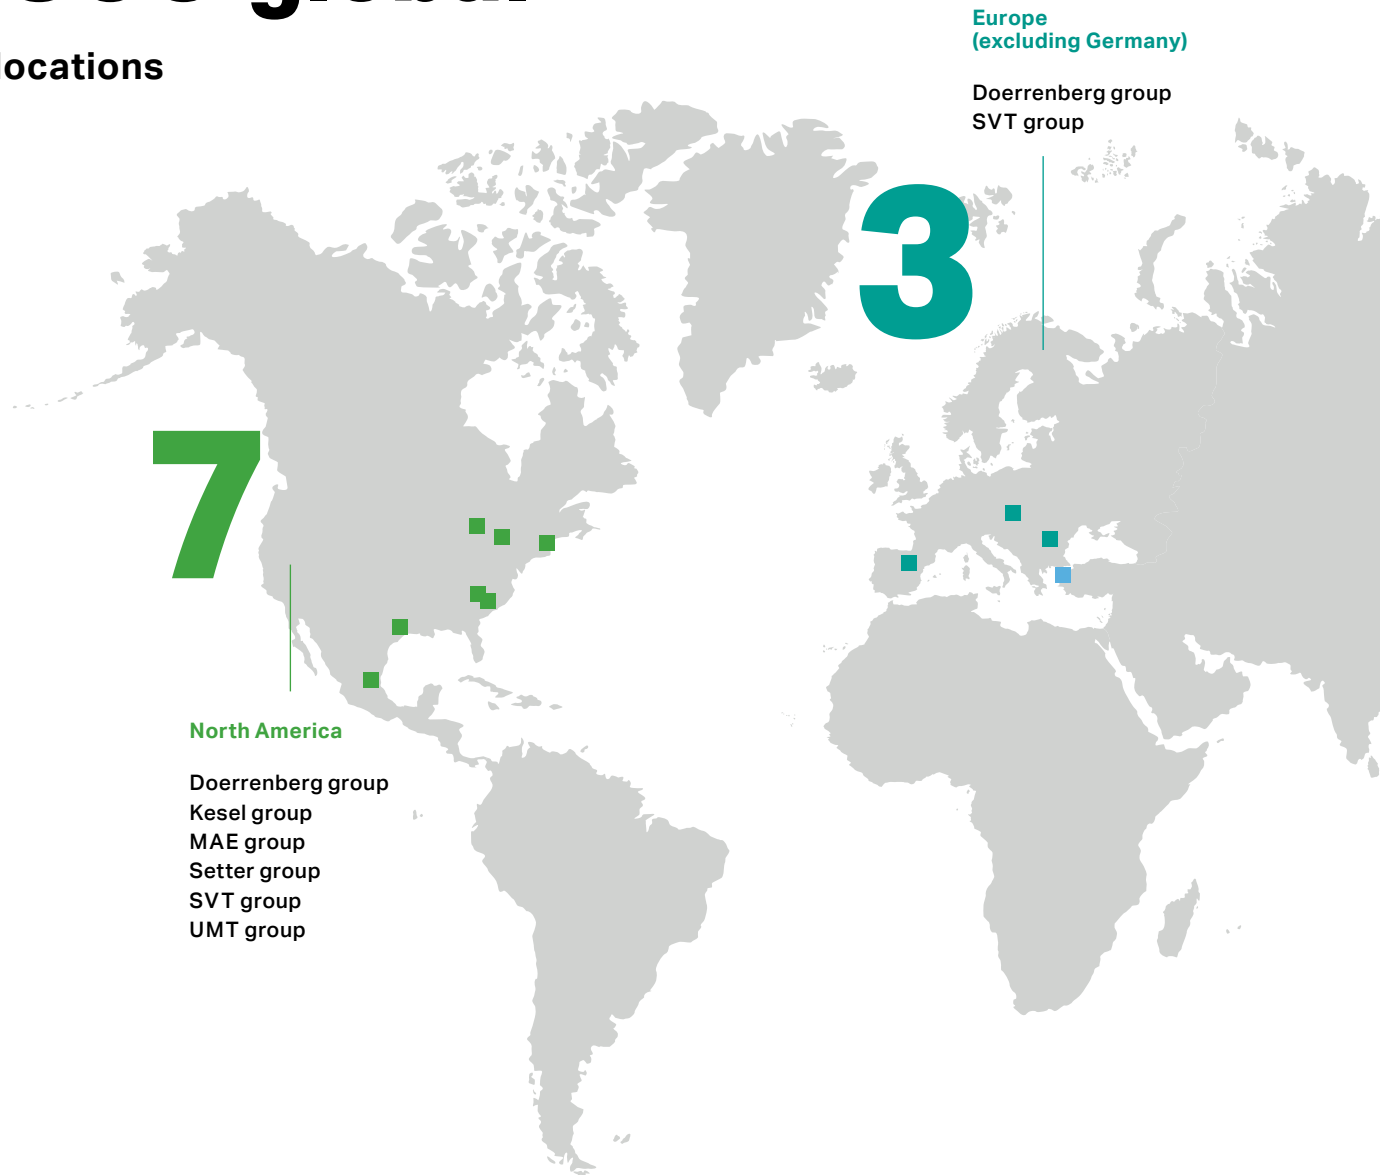 global
locations
Europe
(excluding Germany)
Doerrenberg group
SVT group
3
7
North America
Doerrenberg group
Kesel group
MAE group
Setter group
SVT group
UMT group